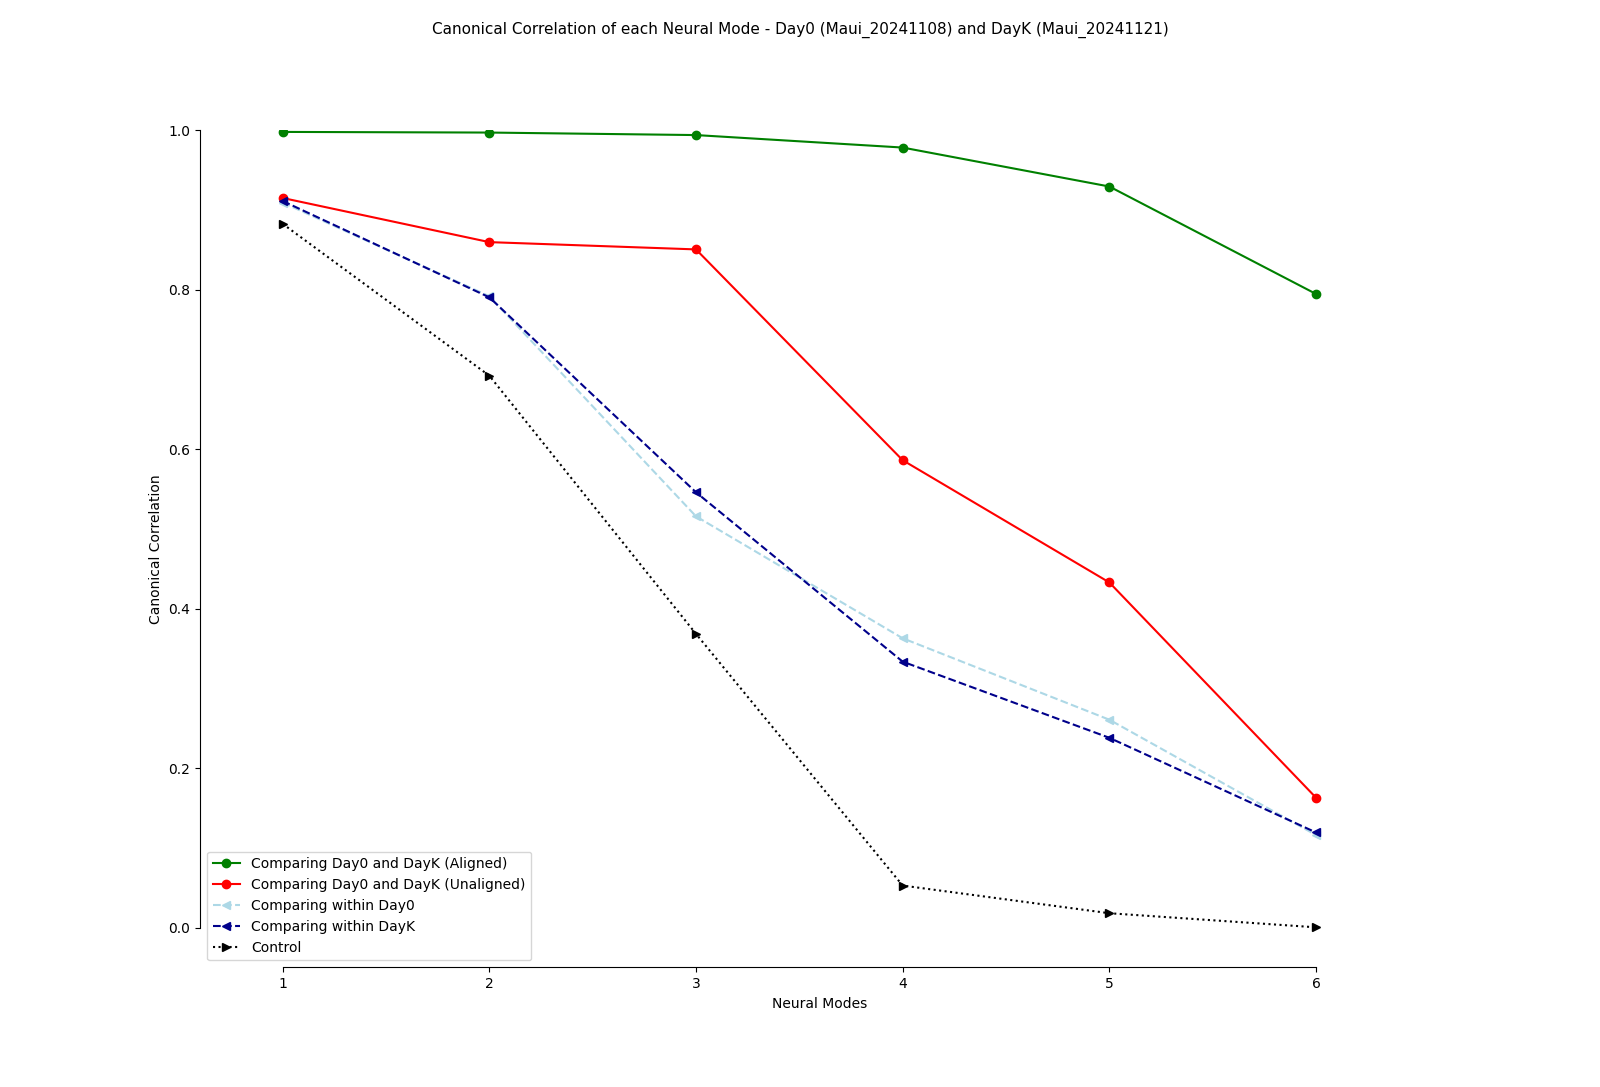 Canonical Correlation of each Neural Mode - Day0 (Maui_20241108) and DayK (Maui_20241121)
1.0
0.8
0.6
0.4
0.2
0.0
Canonical Correlation
Comparing Day0 and DayK (Aligned)
Comparing Day0 and DayK (Unaligned)
Comparing within Day0
Comparing within DayK
Control
1 2 3 4 5 6
Neural Modes